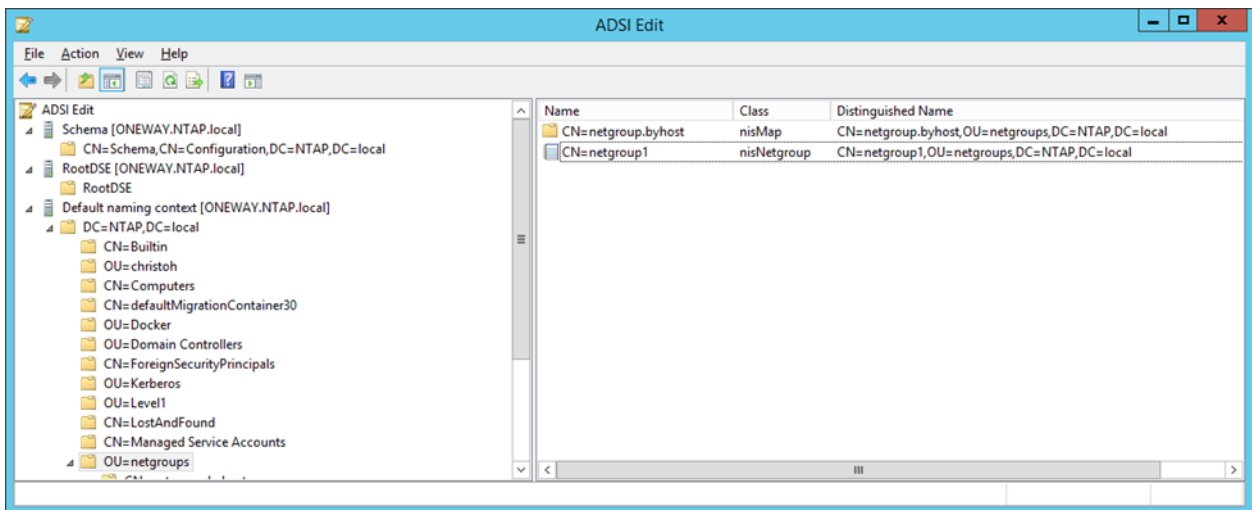 ADSI Edit
File Action View Help
ADSI Edit
Schema [ONEWAY.NTAP.local]
CN=Schema,CN=Configuration,DC=NTAP,DC=local
RootDSE [ONEWAY.NTAP.local]
RootDSE
Default naming context [ONEWAY.NTAP.local]
DC=NTAP,DC=local
CN=Builtin
OU=christoh
CN=Computers
CN=defaultMigrationContainer30
OU=Docker
OU=Domain Controllers
CN=ForeignSecurityPrincipals
OU=Kerberos
OU=Level1
CN=LostAndFound
CN=Managed Service Accounts
OU=netgroups
Name Class Distinguished Name
CN=netgroup.byhost nisMap CN=netgroup.byhost,OU=netgroups,DC=NTAP,DC=local
CN=netgroup1 nisNetgroup CN=netgroup1,OU=netgroups,DC=NTAP,DC=local